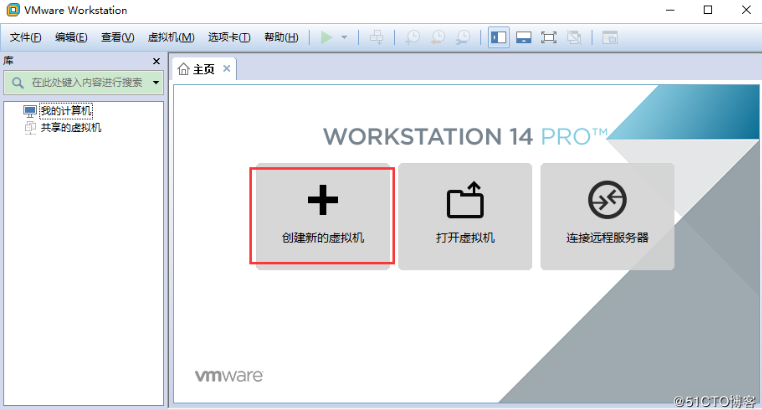 VMware Workstation
文件(F) 编辑(E) 查看(V) 虚拟机(M) 选项卡(T) 帮助(H)
库
在此处键入内容进行搜索
我的计算机
共享的虚拟机
主页
WORKSTATION 14 PRO™
创建新的虚拟机 打开虚拟机 连接远程服务器
vmware
@51CTO博客